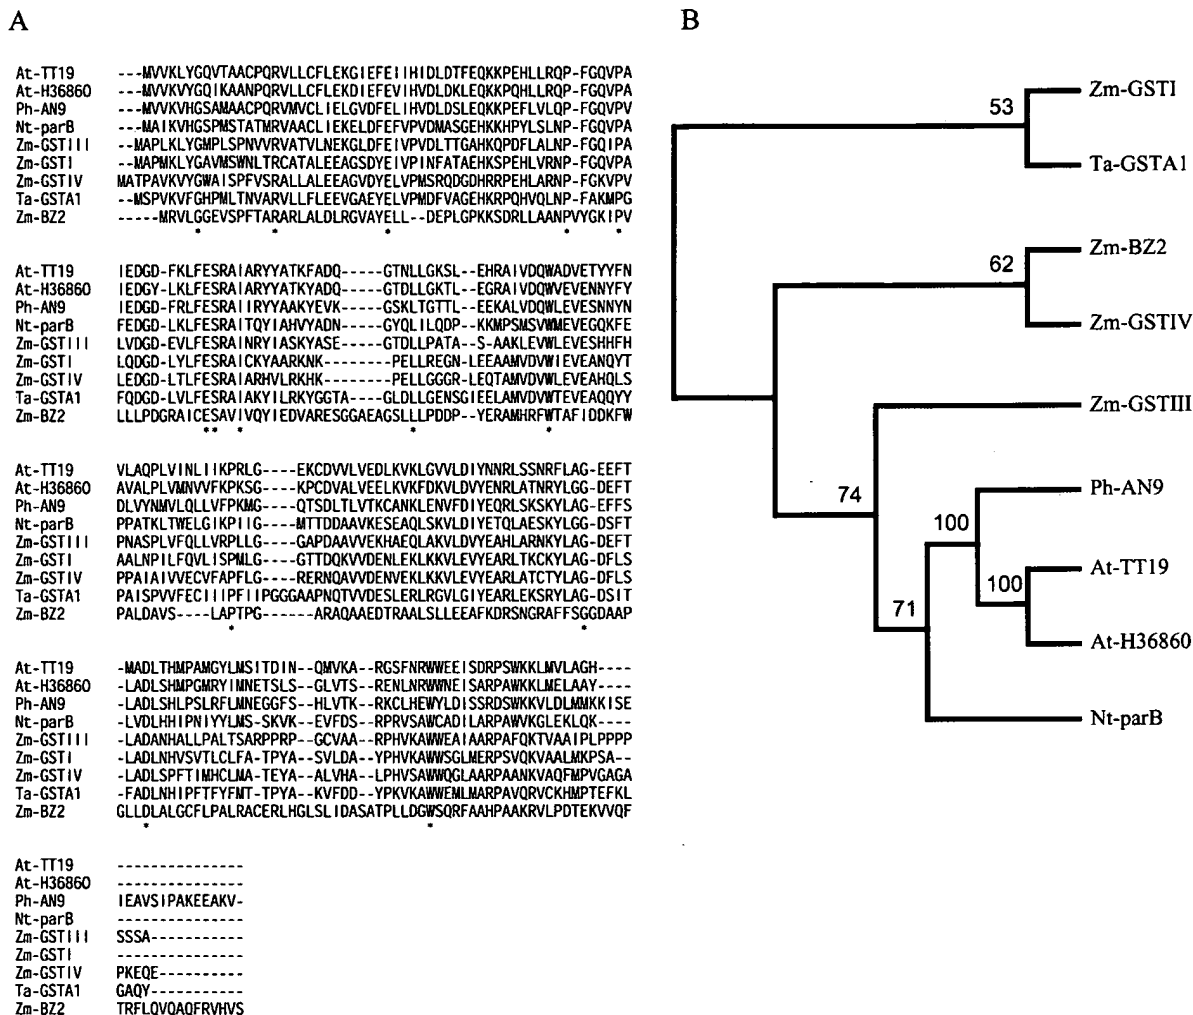 A
At-TT19 ---MVVKLYGQVTAACPQRVLLCFLEKGIEFEIIHIDLDTFEQKKPEHLLRQP-FGQVPA
At-H36860 ---MVVKVYGQIKAANPQRVLLCFLEKDIEFEVIHVDLDKLEQKKPQHLLRQP-FGQVPA
Ph-AN9 ---MVVKVHGSAMAACPQRVMVCLIELGVDFELIHVDLDSLEQKKPEFLVLQP-FGQVPV
Nt-parB ---MAIKVHGSPMSTATMRVAACLIEKELDFEFVPVDMASGEHKKHPYLSLNP-FGQVPA
Zm-GSTIII --MAPLKLYGMPLSPNVVRVATVLNEKGLDFEIVPVDLTTGAHKQPDFLALNP-FGQIPA
Zm-GSTI --MAPMKLYGAVMSWNLTRCATALEEAGSDYEIVPINFATAEHKSPEHLVRNP-FGQVPA
Zm-GSTIV MATPAVKVYGWAISPFVSRALLALEEAGVDYELVPMSRQDGDHRRPEHLARNP-FGKVPV
Ta-GSTA1 --MSPVKVFGHPMLTNVARVLLFLEEVGAEYELVPMDFVAGEHKRPQHVQLNP-FAKMPG
Zm-BZ2 -----MRVLGGEVSPFTARARLALDLRGVAYELL--DEPLGPKKSDRLLAANPVYGKIPV
* * * * *
At-TT19 IEDGD-FKLFESRAIARYYATKFADQ-----GTNLLGKSL--EHRAIVDQWADVETYYFN
At-H36860 IEDGY-LKLFESRAIARYYATKYADQ-----GTDLLGKTL--EGRAIVDQWVEVENNYFY
Ph-AN9 IEDGD-FRLFESRAIIRYYAAKYEVK-----GSKLTGTTL--EEKALVDQWLEVESNNYN
Nt-parB FEDGD-LKLFESRAITQYIAHVYADN-----GYQLILQDP--KKMPSMSVWMEVEGQKFE
Zm-GSTIII LVDGD-EVLFESRAINRYIASKYASE-----GTDLLPATA--S-AAKLEVWLEVESHHFH
Zm-GSTI LQDGD-LYLFESRAICKYAARKNK-------PELLREGN-LEEAAMVDVWIEVEANQYT
Zm-GSTIV LEDGD-LTLFESRAIARHVLRKHK-------PELLGGGR-LEQTAMVDVWLEVEAHQLS
Ta-GSTA1 FQDGD-LVLFESRAIAKYILRKYGGTA----GLDLLGENSGIEELAMVDVWTEVEAQQYY
Zm-BZ2 LLLPDGRAICESAVIVQYIEDVARESGGAEAGSLLLPDDP--YERAMHRFWTAFIDDKFW
** * * *
At-TT19 VLAQPLVINLIIKPRLG----EKCDVVLVEDLKVKLGVVLDIYNNRLSSNRFLAG-EEFT
At-H36860 AVALPLVMNVVFKPKSG----KPCDVALVEELKVKFDKVLDVYENRLATNRYLGG-DEFT
Ph-AN9 DLVYNMVLQLLVFPKMG----QTSDLTLVTKCANKLENVFDIYEQRLSKSKYLAG-EFFS
Nt-parB PPATKLTWELGIKPIIG----MTTDDAAVKESEAQLSKVLDIYETQLAESKYLGG-DSFT
Zm-GSTIII PNASPLVFQLLVRPLLG----GAPDAAVVEKHAEQLAKVLDVYEAHLARNKYLAG-DEFT
Zm-GSTI AALNPILFQVLISPMLG----GTTDQKVVDENLEKLKKVLEVYEARLTKCKYLAG-DFLS
Zm-GSTIV PPAIAIVVECVFAPFLG----RERNQAVVDENVEKLKKVLEVYEARLATCTYLAG-DFLS
Ta-GSTA1 PAISPVVFECIIIPFIIPGGGAAPNQTVVDESLERLRGVLGIYEARLEKSRYLAG-DSIT
Zm-BZ2 PALDAVS----LAPTPG-----ARAQAAEDTRAALSLLEEAFKDRSNGRAFFSGGDAAP
* *
At-TT19 -MADLTHMPAMGYLMSITDIN--QMVKA--RGSFNRWWEEISDRPSWKKLMVLAGH----
At-H36860 -LADLSHMPGMRYIMNETSLS--GLVTS--RENLNRWWNEISARPAWKKLMELAAY----
Ph-AN9 -LADLSHLPSLRFLMNEGGFS--HLVTK--RKCLHEWYLDISSRDSWKKVLDLMMKKISE
Nt-parB -LVDLHHIPNIYYLMS-SKVK--EVFDS--RPRVSAWCADILARPAWVKGLEKLQK----
Zm-GSTIII -LADANHALLPALTSARPPRP--GCVAA--RPHVKAWWEAIAARPAFQKTVAAIPLPPPP
Zm-GSTI -LADLNHVSVTLCLFA-TPYA--SVLDA--YPHVKAWWSGLMERPSVQKVAALMKPSA--
Zm-GSTIV -LADLSPFTIMHCLMA-TEYA--ALVHA--LPHVSAWWQGLAARPAANKVAQFMPVGAGA
Ta-GSTA1 -FADLNHIPFTFYFMT-TPYA--KVFDD--YPKVKAWWEMLMARPAVQRVCKHMPTEFKL
Zm-BZ2 GLLDLALGCFLPALRACERLHGLSLIDASATPLLDGWSQRFAAHPAAKRVLPDTEKVVQF
* *
At-TT19 --------------
At-H36860 --------------
Ph-AN9 IEAVSIPAKEEAKV-
Nt-parB --------------
Zm-GSTIII SSSA-----------
Zm-GSTI --------------
Zm-GSTIV PKEQE----------
Ta-GSTA1 GAQY-----------
Zm-BZ2 TRFLQVQAQFRVHVS
B
53
Zm-GSTI
Ta-GSTA1
62
Zm-BZ2
Zm-GSTIV
Zm-GSTIII
74
Ph-AN9
100
At-TT19
100
At-H36860
71
Nt-parB